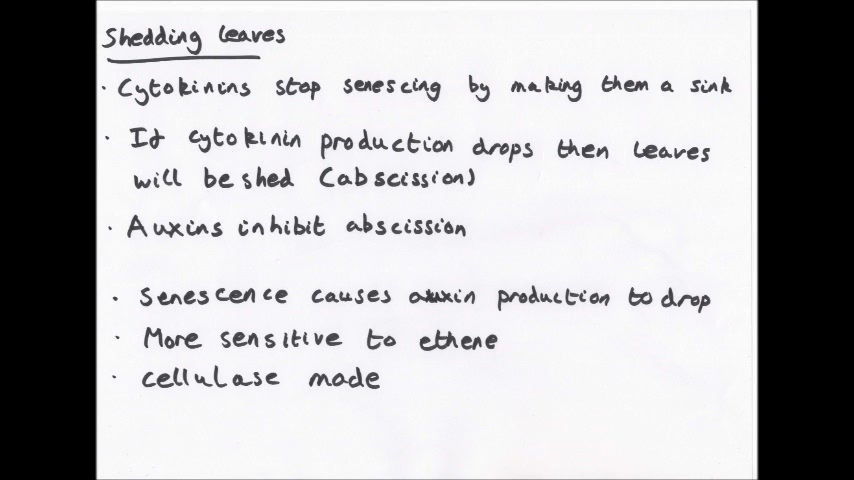 Shedding leaves
· Cytokinins stop senescing by making them a sink
· If cytokinin production drops then leaves
will be shed (abscission)
· Auxins inhibit abscission
· Senescence causes auxin production to drop
· More sensitive to ethene
· cellulase made